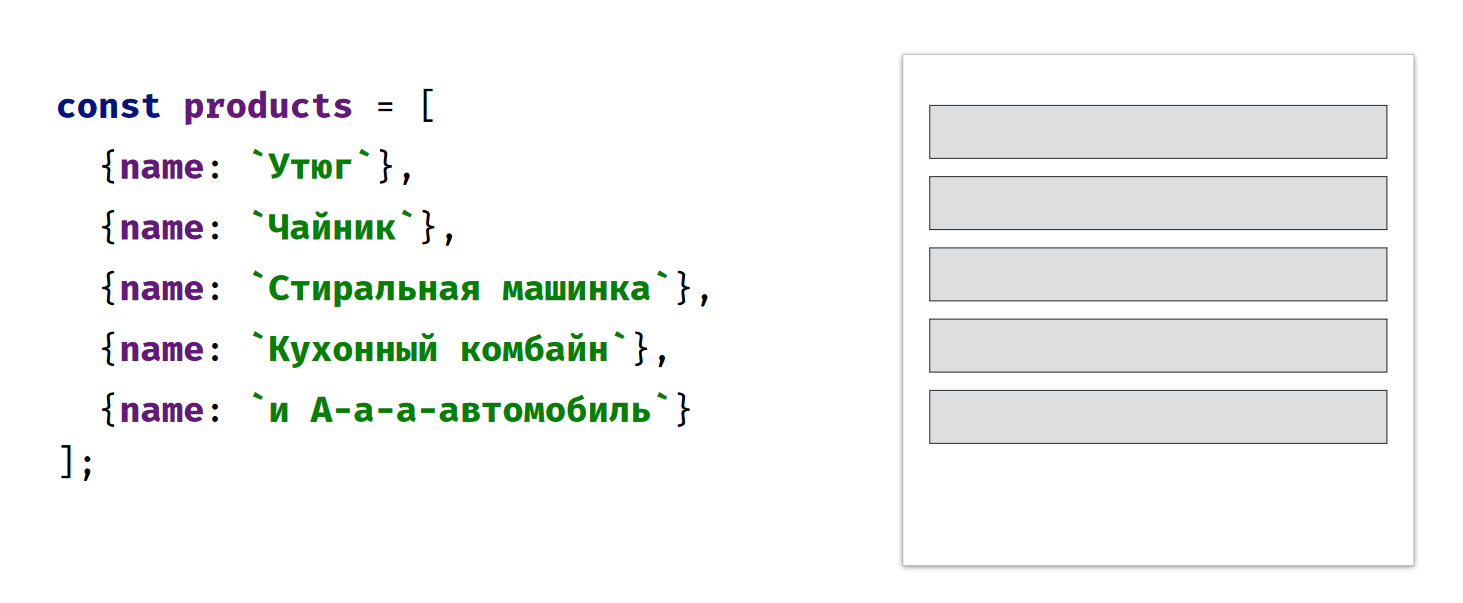 const products = [
{name: `Утюг`},
{name: `Чайник`},
{name: `Стиральная машинка`},
{name: `Кухонный комбайн`},
{name: `и А-а-а-автомобиль`}
];